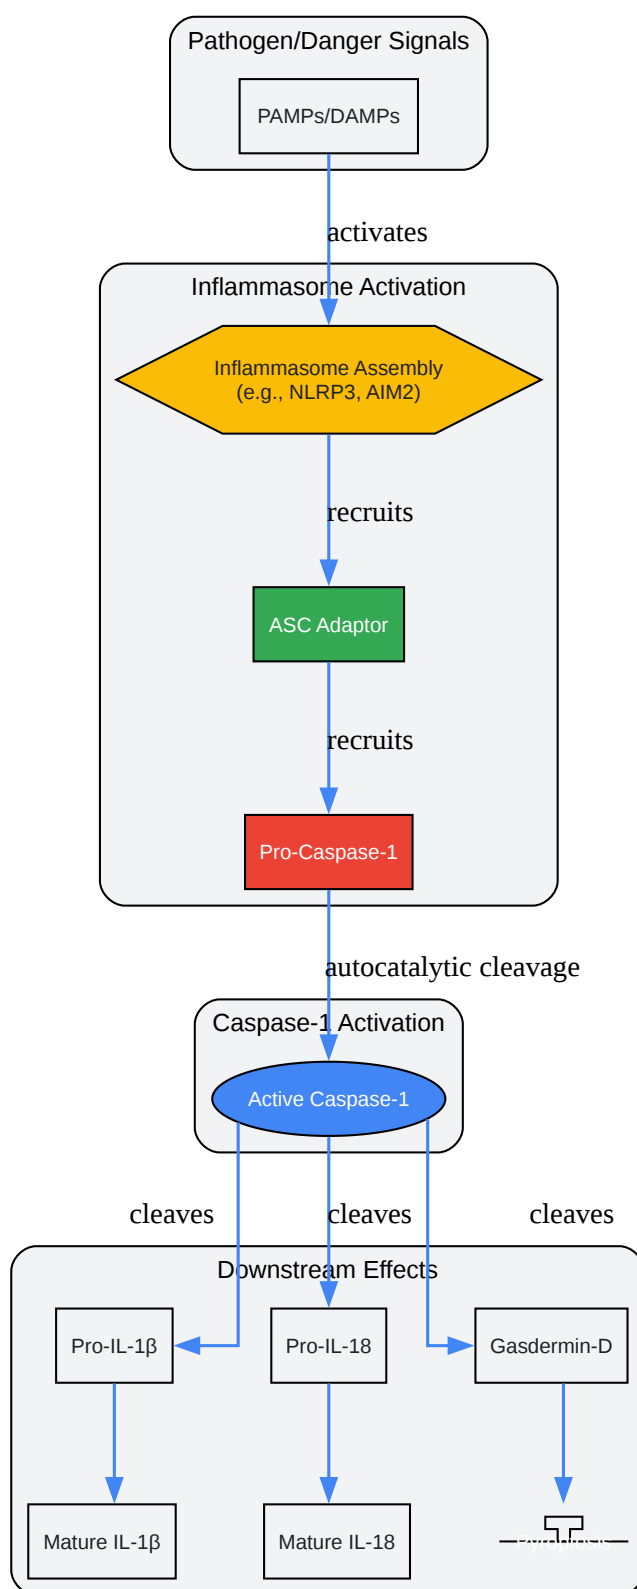 Pathogen/Danger Signals
PAMPs/DAMPs
activates
Inflammasome Activation
Inflammasome Assembly
(e.g., NLRP3, AIM2)
recruits
ASC Adaptor
recruits
Pro-Caspase-1
autocatalytic cleavage
Caspase-1 Activation
Active Caspase-1
cleaves
cleaves
cleaves
Downstream Effects
Pro-IL-1β
Pro-IL-18
Gasdermin-D
Mature IL-1β
Mature IL-18
Pyroptosis